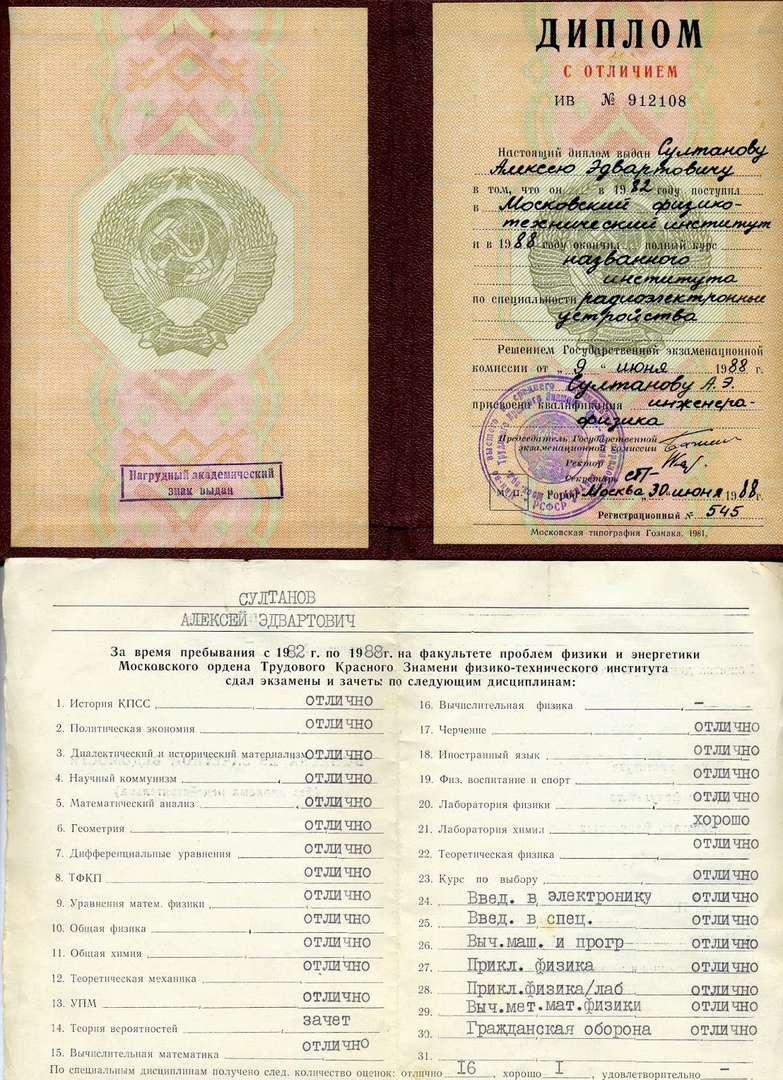 Нагрудный академический
знак выдан
ДИПЛОМ
С ОТЛИЧИЕМ
ИВ № 912108
Настоящий диплом выдан Султанову
Алексею Эдвартовичу
в том, что он в 1982 году поступил
в Московский физико-
технический институт
и в 1988 году окончил полный курс
названного
института
по специальности радиоэлектронные
устройства
Решением Государственной экзаменационной
комиссии от „9“ июня 1988 г.
Султанову А.Э.
присвоена квалификация инженера-
физика
Председатель Государственной
экзаменационной комиссии
Ректор
Секретарь
М. П. Город Москва, 30 июня 1988 г.
РСФСР
Регистрационный № 545
Московская типография Гознака. 1981.
СУЛТАНОВ
АЛЕКСЕЙ ЭДВАРТОВИЧ
За время пребывания с 1982 г. по 1988 г. на факультете проблем физики и энергетики
Московского ордена Трудового Красного Знамени физико-технического института
сдал экзамены и зачеты по следующим дисциплинам:
1. История КПСС отлично
2. Политическая экономия отлично
3. Диалектический и исторический материализм отлично
4. Научный коммунизм отлично
5. Математический анализ отлично
6. Геометрия отлично
7. Дифференциальные уравнения отлично
8. ТФКП отлично
9. Уравнения матем. физики отлично
10. Общая физика отлично
11. Общая химия отлично
12. Теоретическая механика отлично
13. УПМ отлично
14. Теория вероятностей зачет
15. Вычислительная математика отлично
16. Вычислительная физика –
17. Черчение отлично
18. Иностранный язык отлично
19. Физ. воспитание и спорт отлично
20. Лаборатория физики отлично
21. Лаборатория химии хорошо
22. Теоретическая физика отлично
23. Курс по выбору отлично
24. Введ. в электронику отлично
25. Введ. в спец. отлично
26. Выч.маш. и прогр отлично
27. Прикл. физика отлично
28. Прикл.физика/лаб отлично
29. Выч.мет.мат.физики отлично
30. Гражданская оборона отлично
31.
По специальным дисциплинам получено след. количество оценок: отлично 16, хорошо 1, удовлетворительно –